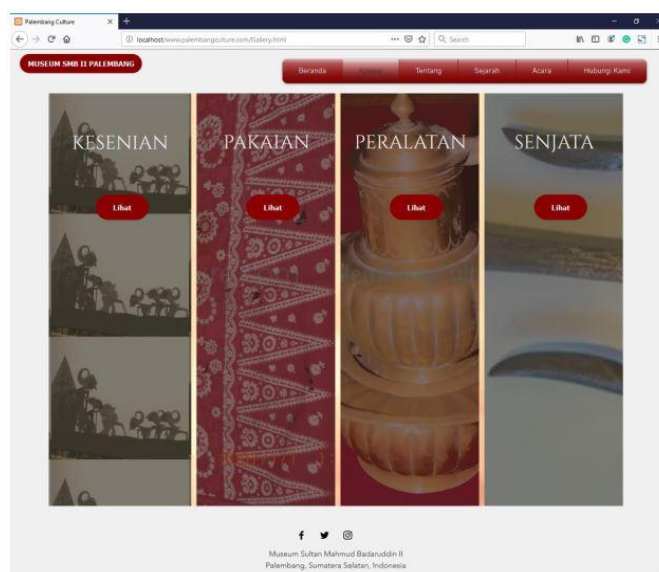 Palembang Culture
localhost/www.palembangculture.com/Gallery.html
Search
MUSEUM SMB II PALEMBANG
Beranda Tentang Sejarah Acara Hubungi Kami
KESENIAN PAKAIAN PERALATAN SENJATA
Lihat Lihat Lihat Lihat
Museum Sultan Mahmud Badaruddin II
Palembang, Sumatera Selatan, Indonesia